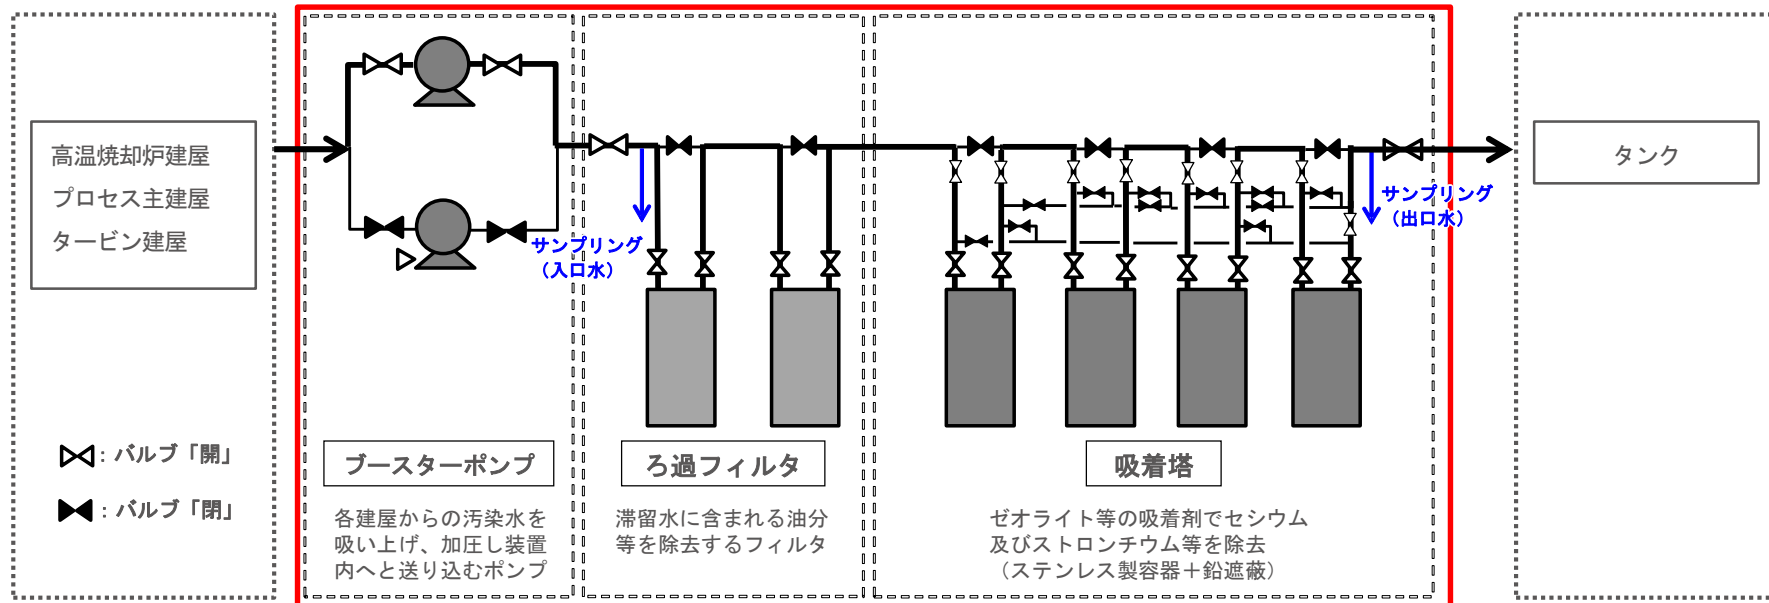 高温焼却炉建屋
プロセス主建屋
タービン建屋
：バルブ「開」
：バルブ「閉」
ブースターポンプ
各建屋からの汚染水を
吸い上げ、加圧し装置
内へと送り込むポンプ
サンプリング
（入口水）
ろ過フィルタ
滞留水に含まれる油分
等を除去するフィルタ
吸着塔
ゼオライト等の吸着剤でセシウム
及びストロンチウム等を除去
（ステンレス製容器＋鉛遮蔽）
サンプリング
（出口水）
タンク